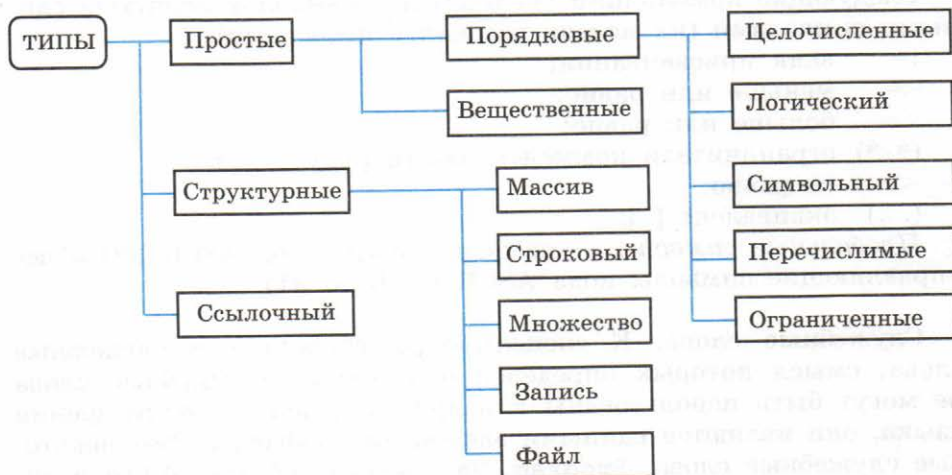 ТИПЫ Простые Порядковые Целочисленные
Вещественные Логический
Структурные Массив Символьный
Строковый Перечислимые
Ссылочный Множество Ограниченные
Запись
Файл